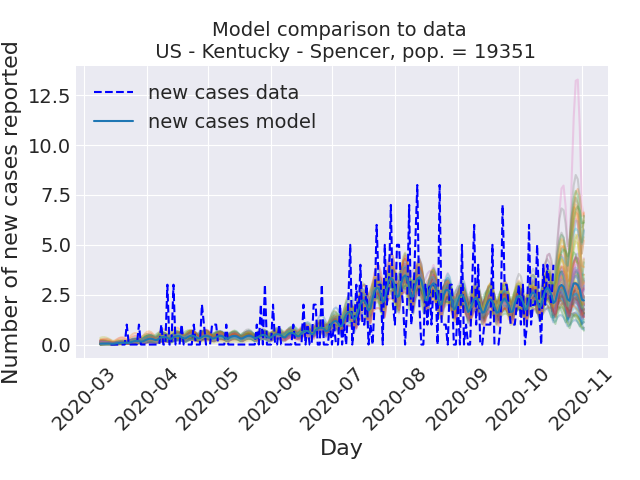 Model comparison to data
US - Kentucky - Spencer, pop. = 19351
Number of new cases reported
12.5
10.0
7.5
5.0
2.5
0.0
new cases data
new cases model
2020-03
2020-04
2020-05
2020-06
2020-07
2020-08
2020-09
2020-10
2020-11
Day